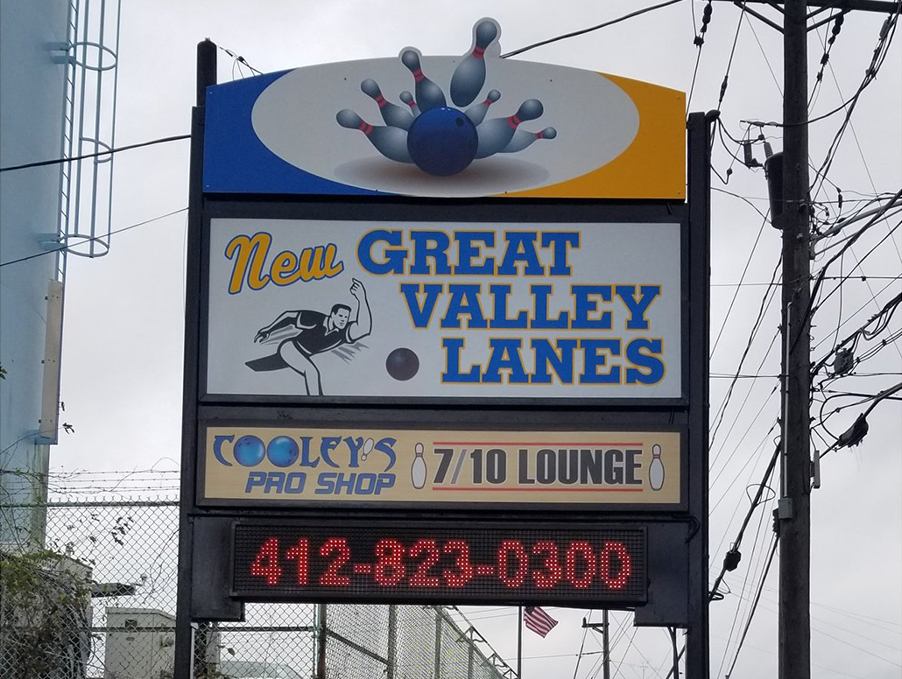 New GREAT
VALLEY
LANES
COOLEY'S
PRO SHOP
7/10 LOUNGE
412-823-0300